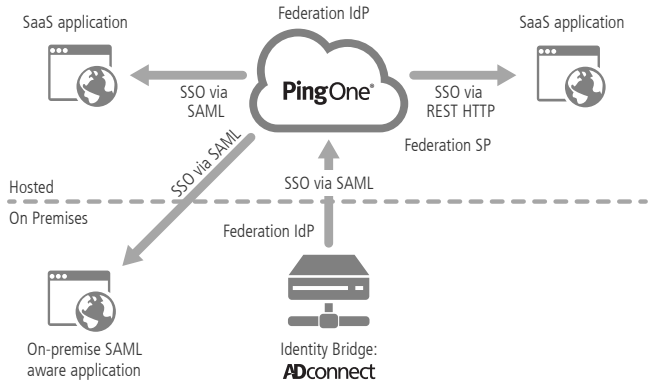 Federation IdP
SaaS application
SaaS application
PingOne®
SSO via
SAML
SSO via
REST HTTP
Federation SP
SSO via SAML
SSO via SAML
Hosted
On Premises
Federation IdP
On-premise SAML
aware application
Identity Bridge:
ADconnect